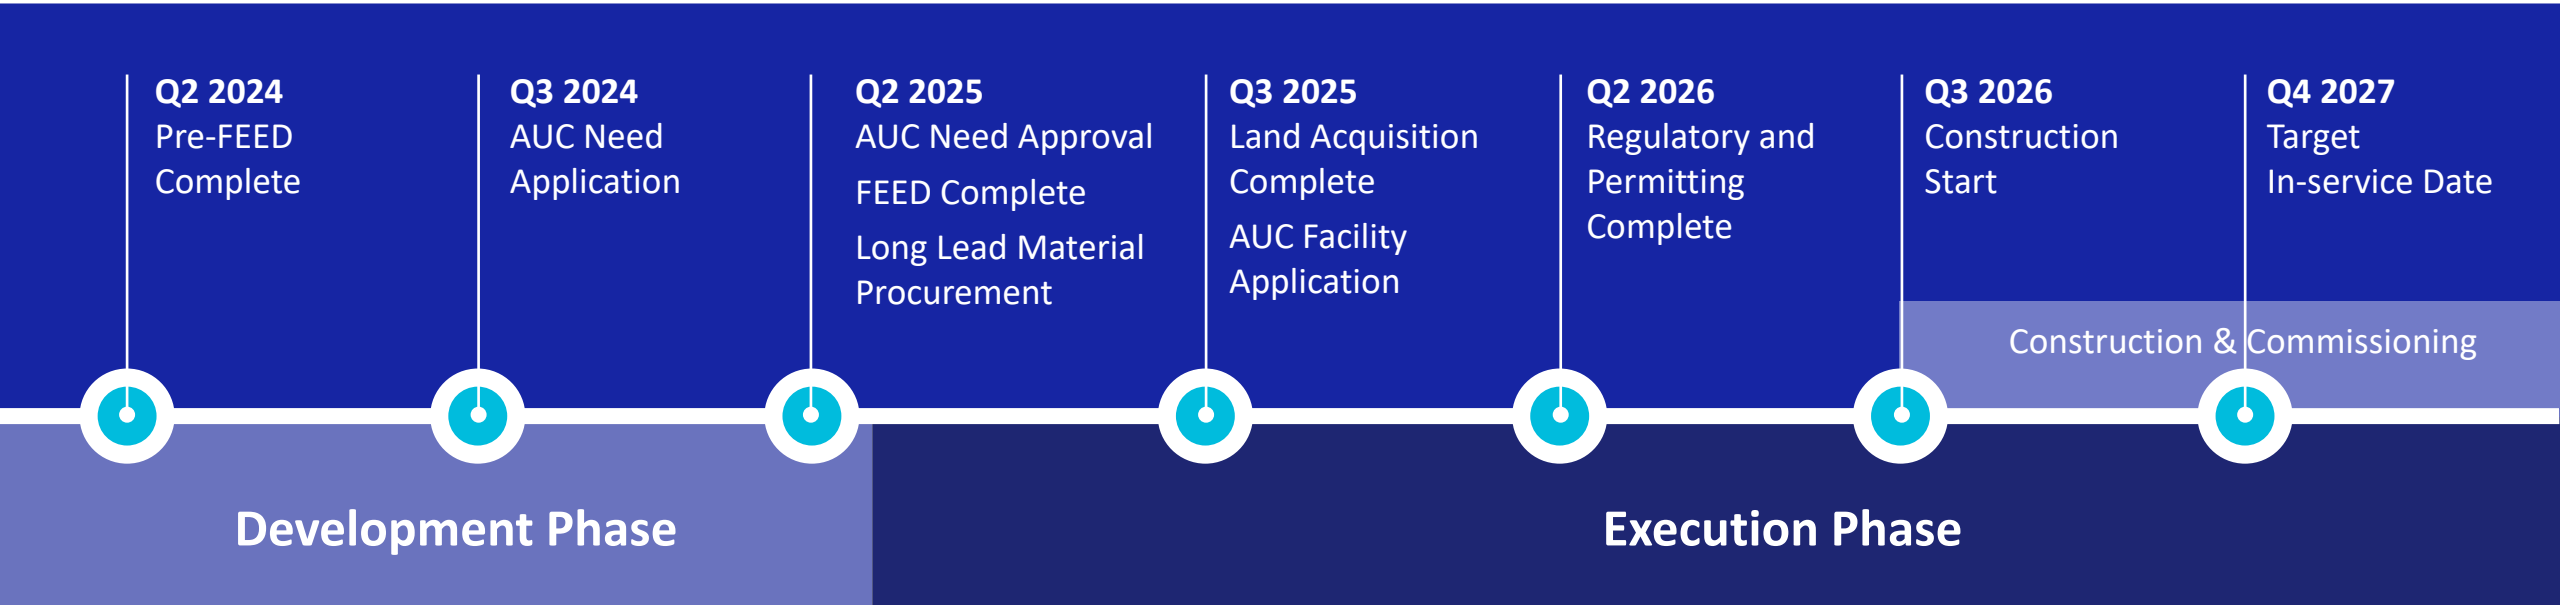 Q2 2024
Pre-FEED
Complete
Q3 2024
AUC Need
Application
Q2 2025
AUC Need Approval
FEED Complete
Long Lead Material
Procurement
Q3 2025
Land Acquisition
Complete
AUC Facility
Application
Q2 2026
Regulatory and
Permitting
Complete
Q3 2026
Construction
Start
Q4 2027
Target
In-service Date
Construction & Commissioning
Development Phase
Execution Phase